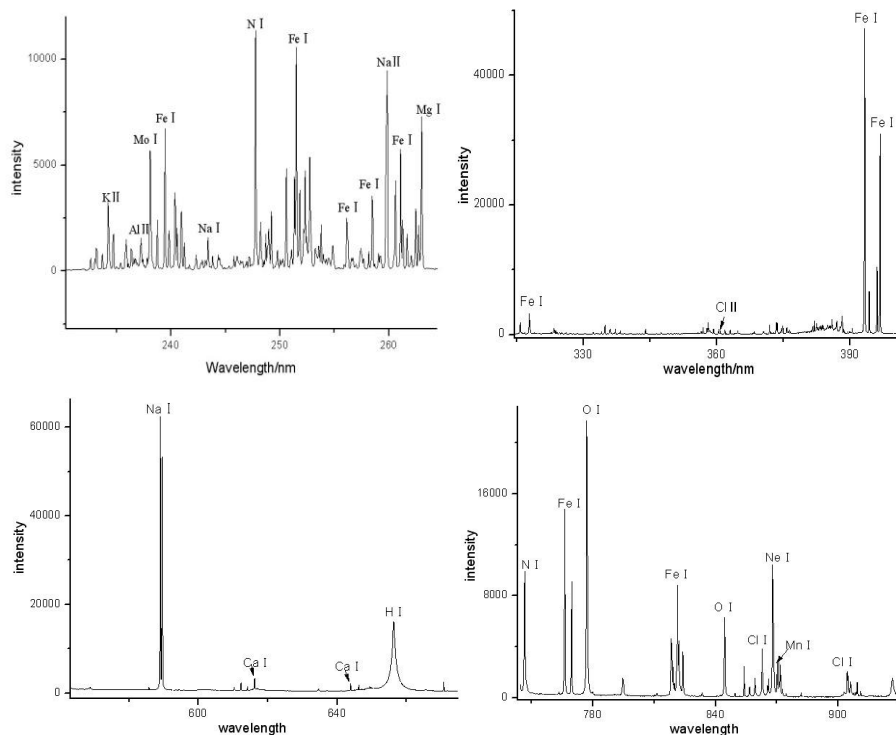 N Ⅰ
Fe Ⅰ
Na Ⅱ
Mg Ⅰ
Fe Ⅰ
Mo Ⅰ
Fe Ⅰ
Fe Ⅰ
Fe Ⅰ
K Ⅱ
Al Ⅱ
Na Ⅰ
10000
5000
0
intensity
240
250
260
Wavelength/nm
Fe Ⅰ
Fe Ⅰ
Fe Ⅰ
Cl Ⅱ
40000
20000
0
intensity
330
360
390
wavelength/nm
Na Ⅰ
H Ⅰ
Ca Ⅰ
Ca Ⅰ
60000
40000
20000
0
intensity
600
640
wavelength
O Ⅰ
Fe Ⅰ
N Ⅰ
Fe Ⅰ
Ne Ⅰ
O Ⅰ
Cl Ⅰ
Mn Ⅰ
Cl Ⅰ
16000
8000
0
intensity
780
840
900
wavelength